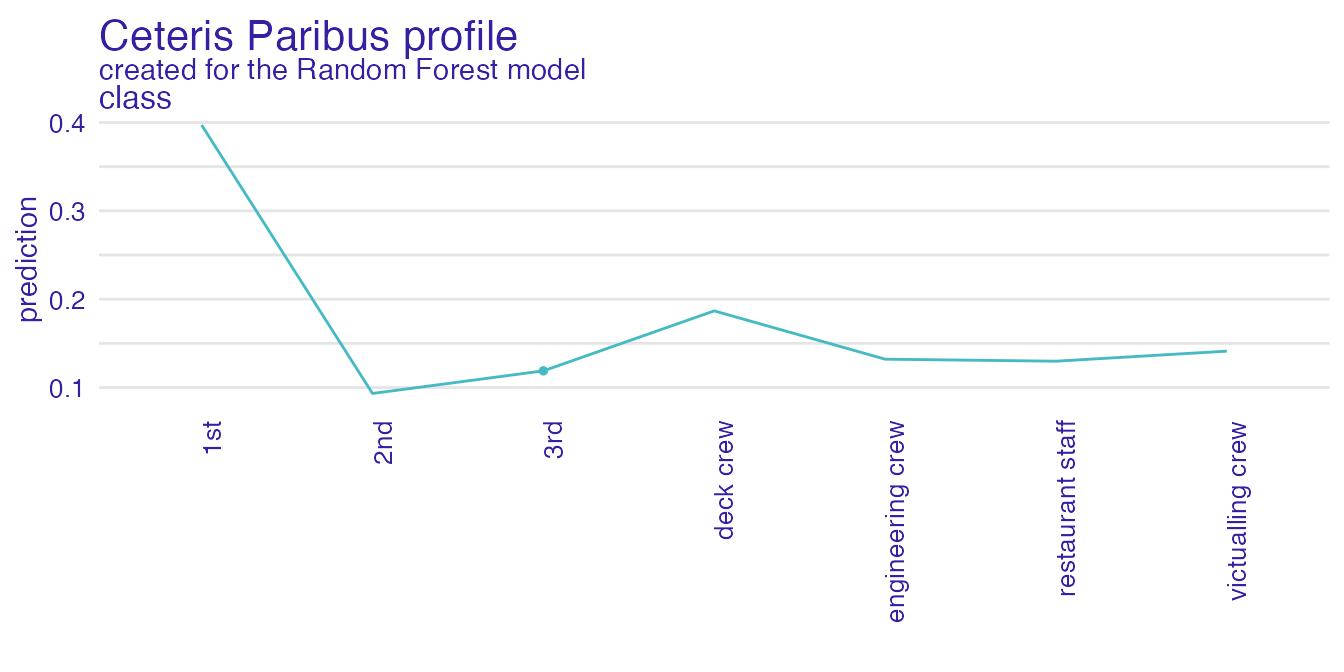 Ceteris Paribus profile
created for the Random Forest model
class
prediction
0.4
0.3
0.2
0.1
1st
2nd
3rd
deck crew
engineering crew
restaurant staff
victualling crew